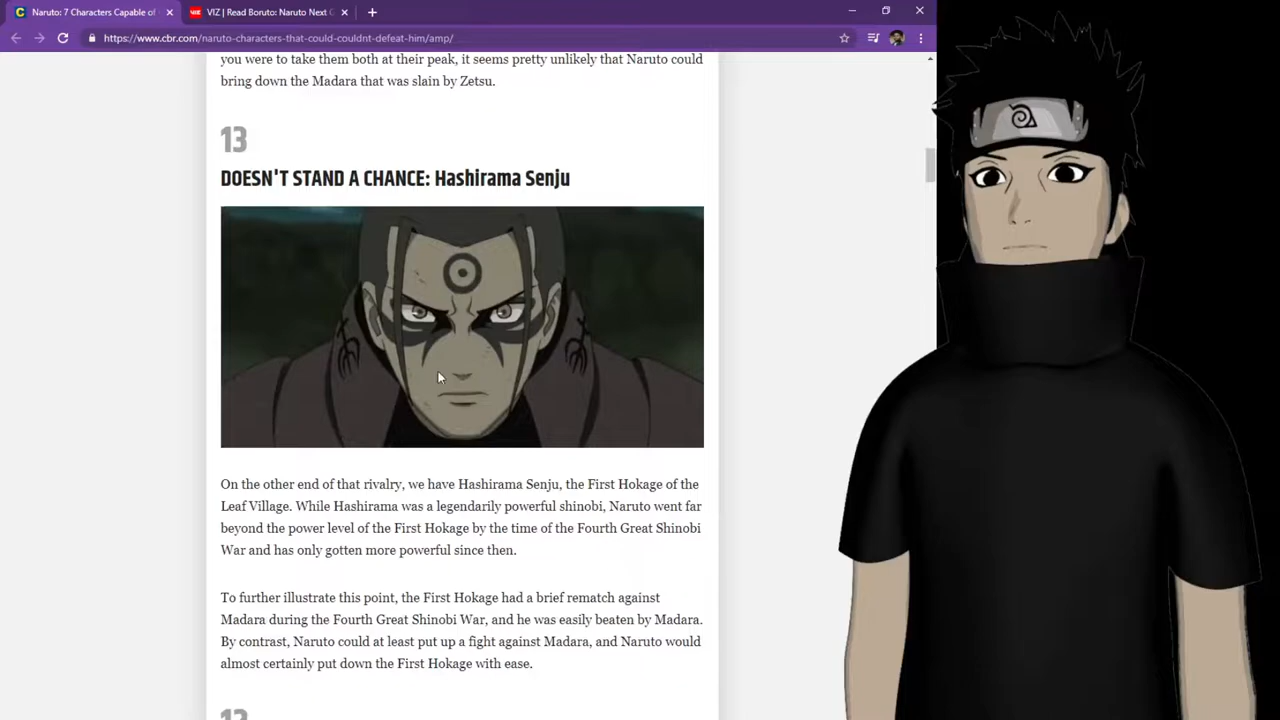 Naruto: 7 Characters Capable of
VIZ | Read Boruto: Naruto Next G
https://www.cbr.com/naruto-characters-that-could-couldnt-defeat-him/amp/
you were to take them both at their peak, it seems pretty unlikely that Naruto could
bring down the Madara that was slain by Zetsu.
13
DOESN'T STAND A CHANCE: Hashirama Senju
On the other end of that rivalry, we have Hashirama Senju, the First Hokage of the
Leaf Village. While Hashirama was a legendarily powerful shinobi, Naruto went far
beyond the power level of the First Hokage by the time of the Fourth Great Shinobi
War and has only gotten more powerful since then.
To further illustrate this point, the First Hokage had a brief rematch against
Madara during the Fourth Great Shinobi War, and he was easily beaten by Madara.
By contrast, Naruto could at least put up a fight against Madara, and Naruto would
almost certainly put down the First Hokage with ease.